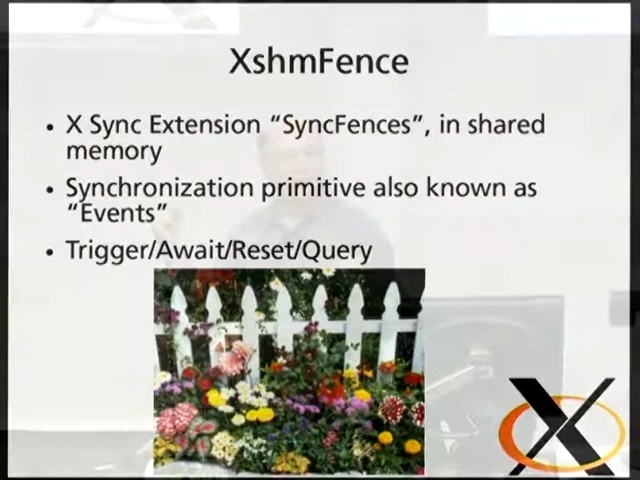 XshmFence
• X Sync Extension “SyncFences”, in shared
memory
• Synchronization primitive also known as
“Events”
• Trigger/Await/Reset/Query